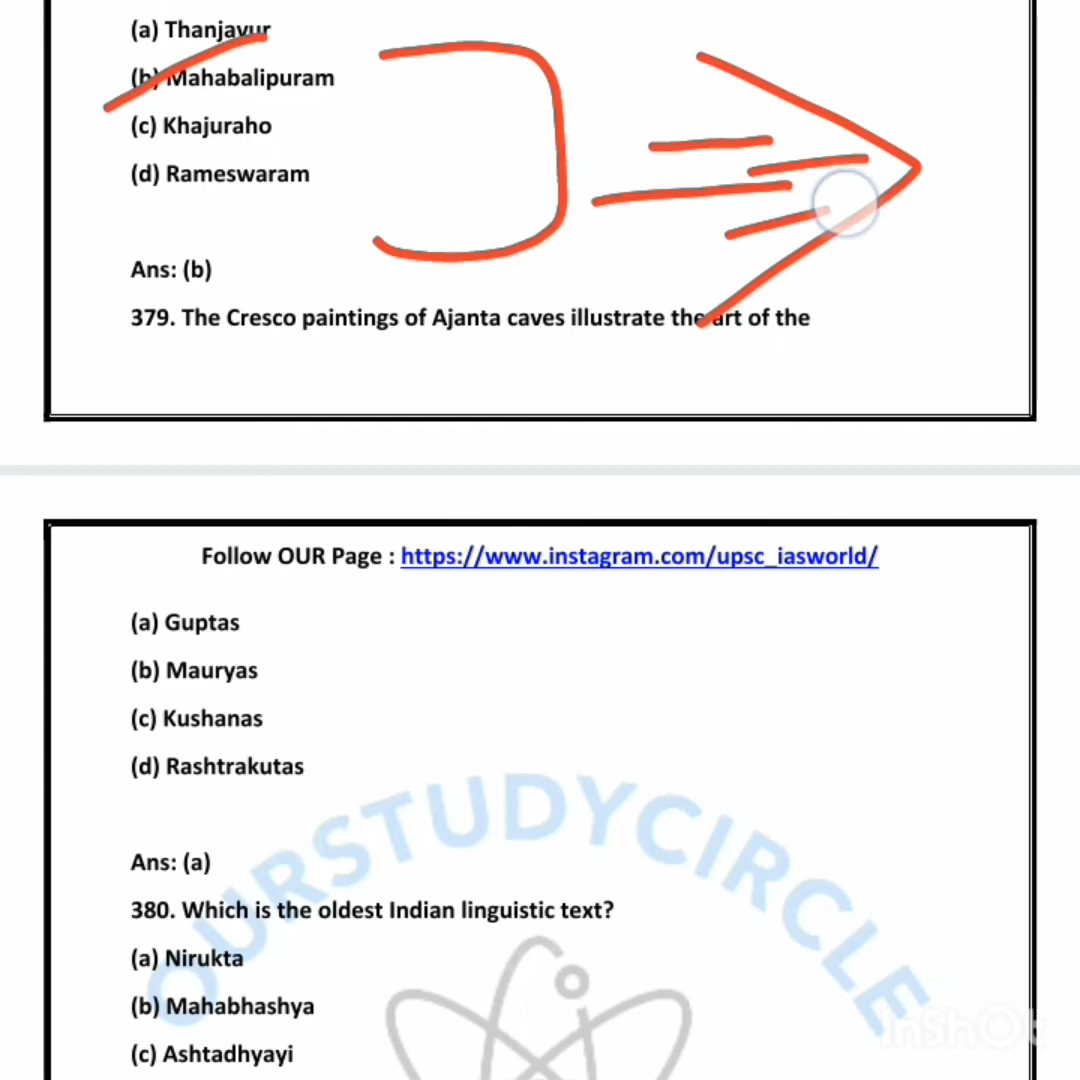 (a) Thanjavur
(b) Mahabalipuram
(c) Khajuraho
(d) Rameswaram
Ans: (b)
379. The Cresco paintings of Ajanta caves illustrate the art of the
Follow OUR Page : https://www.instagram.com/upsc_iasworld/
(a) Guptas
(b) Mauryas
(c) Kushanas
(d) Rashtrakutas
OURSTUDYCIRCLE
Ans: (a)
380. Which is the oldest Indian linguistic text?
(a) Nirukta
(b) Mahabhashya
(c) Ashtadhyayi
InShOt